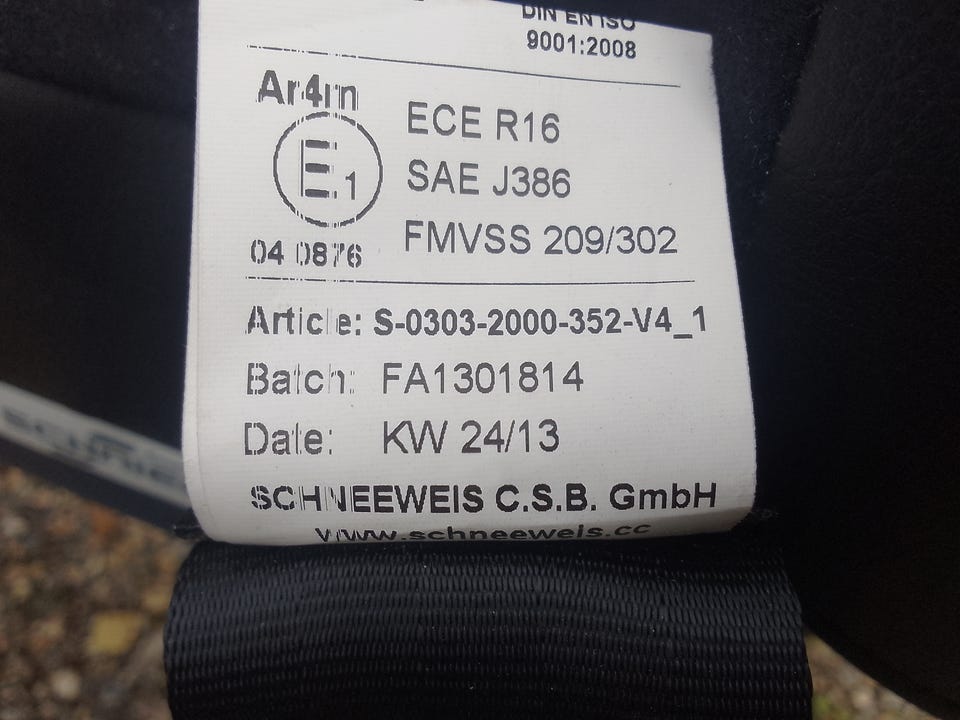 DIN EN ISO
9001:2008
Ar4m
E1
04 0876
ECE R16
SAE J386
FMVSS 209/302
Article: S-0303-2000-352-V4_1
Batch: FA1301814
Date: KW 24/13
SCHNEEWEIS C.S.B. GmbH
www.schneeweis.cc